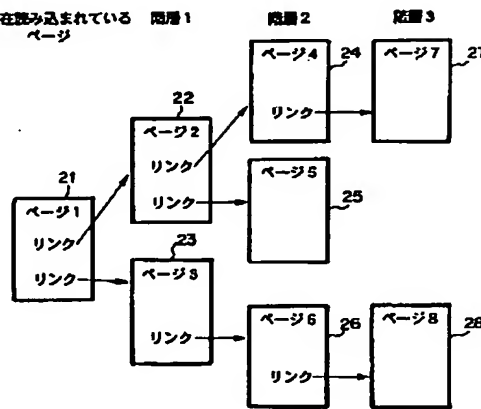 在読み込まれている 階層1 階層2 階層3
ページ
21
ページ1
リンク
リンク
22
ページ2
リンク
リンク
23
ページ3
リンク
24
ページ4
リンク
25
ページ5
26
ページ6
リンク
27
ページ7
28
ページ8